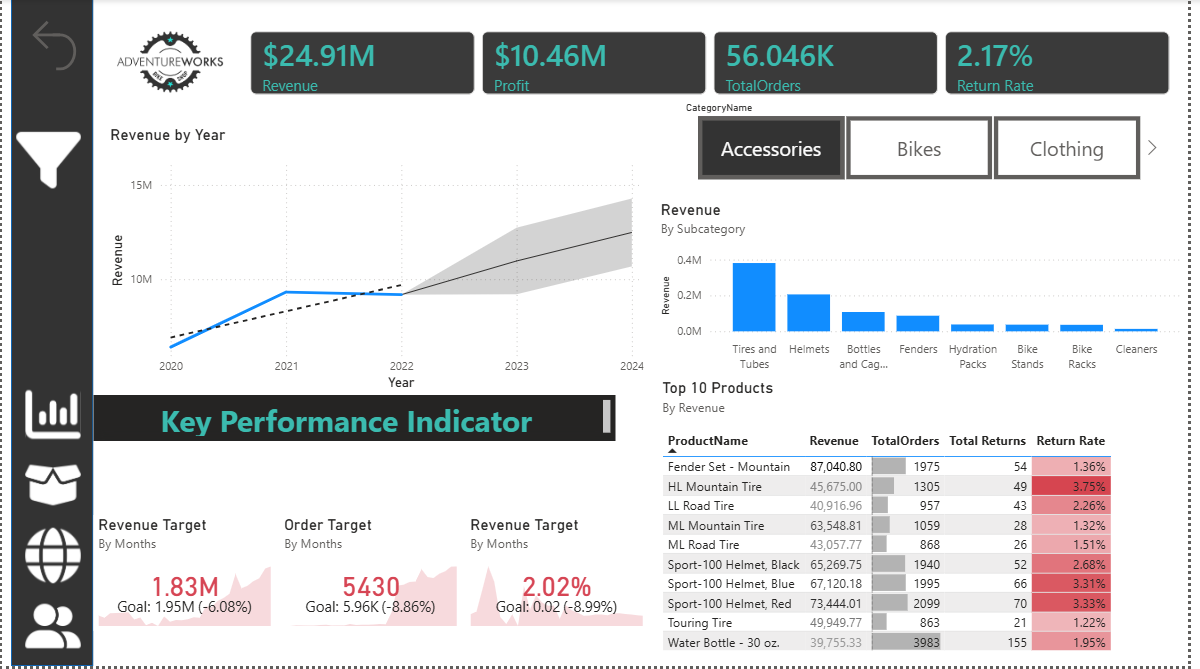 ADVENTUREWORKS
BIKE SHOP
$24.91M
Revenue
$10.46M
Profit
56.046K
TotalOrders
2.17%
Return Rate
CategoryName
Accessories
Bikes
Clothing
Revenue by Year
15M
10M
Revenue
2020 2021 2022 2023 2024
Year
Revenue
By Subcategory
0.4M
0.2M
0.0M
Revenue
Tires and Tubes
Helmets
Bottles and Cag...
Fenders
Hydration Packs
Bike Stands
Bike Racks
Cleaners
Key Performance Indicator
Revenue Target
By Months
1.83M
Goal: 1.95M (-6.08%)
Order Target
By Months
5430
Goal: 5.96K (-8.86%)
Revenue Target
By Months
2.02%
Goal: 0.02 (-8.99%)
Top 10 Products
By Revenue
ProductName Revenue TotalOrders Total Returns Return Rate
Fender Set - Mountain 87,040.80 1975 54 1.36%
HL Mountain Tire 45,675.00 1305 49 3.75%
LL Road Tire 40,916.96 957 43 2.26%
ML Mountain Tire 63,548.81 1059 28 1.32%
ML Road Tire 43,057.77 868 26 1.51%
Sport-100 Helmet, Black 65,269.75 1940 52 2.68%
Sport-100 Helmet, Blue 67,120.18 1995 66 3.31%
Sport-100 Helmet, Red 73,444.01 2099 70 3.33%
Touring Tire 49,949.77 863 21 1.22%
Water Bottle - 30 oz. 39,755.33 3983 155 1.95%